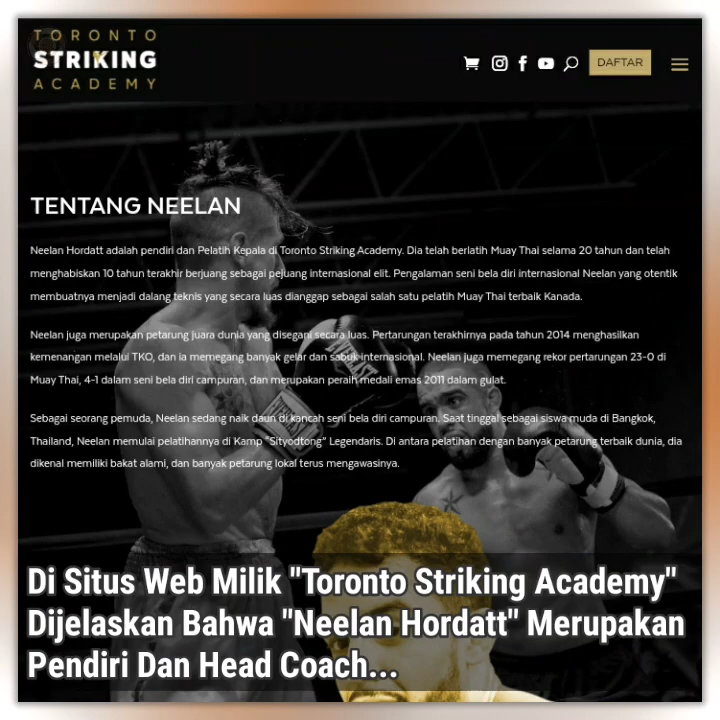 TORONTO
STRIKING
ACADEMY
DAFTAR
TENTANG NEELAN
Neelan Hordatt adalah pendiri dan Pelatih Kepala di Toronto Striking Academy. Dia telah berlatih Muay Thai selama 20 tahun dan telah
menghabiskan 10 tahun terakhir berjuang sebagai pejuang internasional elit. Pengalaman seni bela diri internasional Neelan yang otentik
membuatnya menjadi dalang teknis yang secara luas dianggap sebagai salah satu pelatih Muay Thai terbaik Kanada.
Neelan juga merupakan petarung juara dunia yang disegani secara luas. Pertarungan terakhirnya pada tahun 2014 menghasilkan
kemenangan melalui TKO, dan ia memegang banyak gelar dan sabuk internasional. Neelan juga memegang rekor pertarungan 23-0 di
Muay Thai, 4-1 dalam seni bela diri campuran, dan merupakan peraih medali emas 2011 dalam gulat.
Sebagai seorang pemuda, Neelan sedang naik daun di kancah seni bela diri campuran. Saat tinggal sebagai siswa muda di Bangkok,
Thailand, Neelan memulai pelatihannya di Kamp "Sityodtong" Legendaris. Di antara pelatihan dengan banyak petarung terbaik dunia, dia
dikenal memiliki bakat alami, dan banyak petarung lokal terus mengawasinya.
Di Situs Web Milik "Toronto Striking Academy"
Dijelaskan Bahwa "Neelan Hordatt" Merupakan
Pendiri Dan Head Coach...